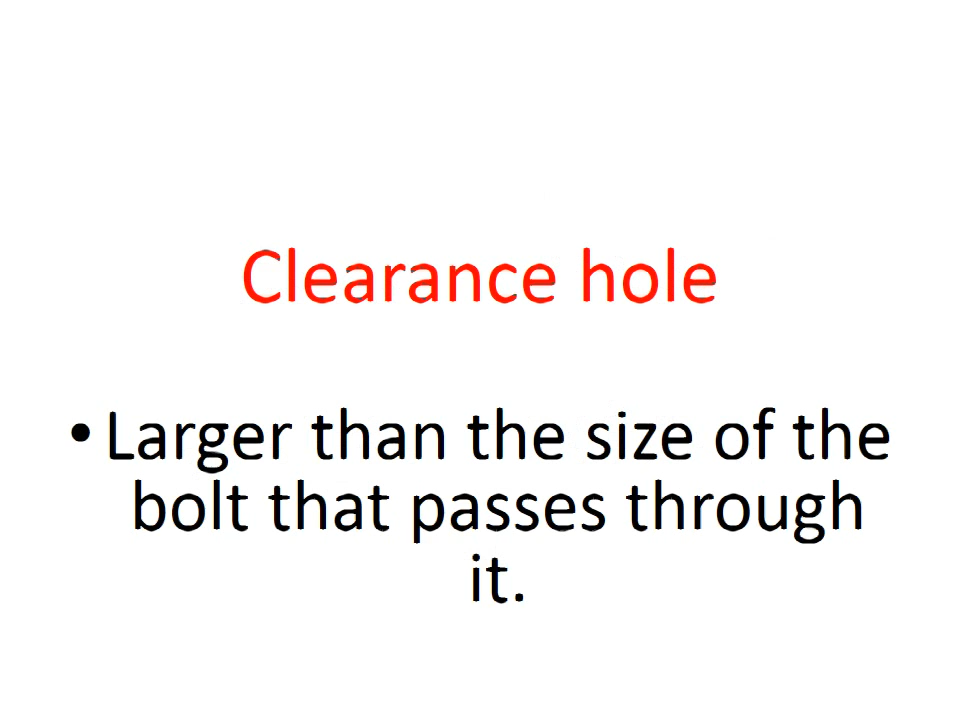 Clearance hole
• Larger than the size of the
bolt that passes through
it.